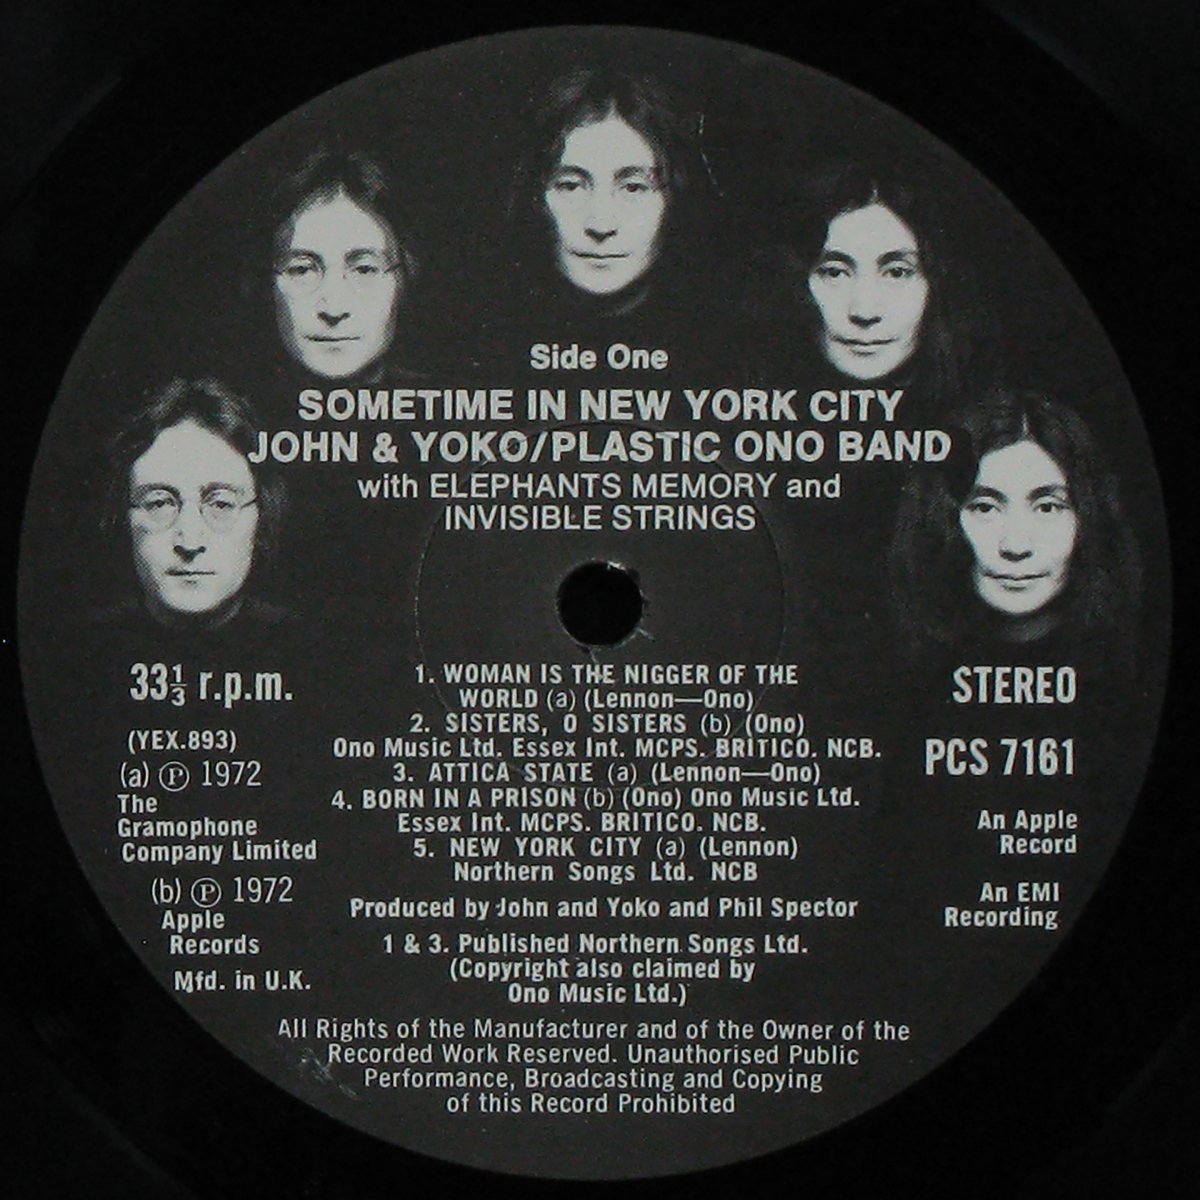 Side One
SOMETIME IN NEW YORK CITY
JOHN & YOKO/PLASTIC ONO BAND
with ELEPHANTS MEMORY and
INVISIBLE STRINGS
33⅓ r.p.m.
(YEX.893)
(a) ℗ 1972
The
Gramophone
Company Limited
(b) ℗ 1972
Apple
Records
Mfd. in U.K.
1. WOMAN IS THE NIGGER OF THE
WORLD (a) (Lennon—Ono)
2. SISTERS, O SISTERS (b) (Ono)
Ono Music Ltd. Essex Int. MCPS. BRITICO. NCB.
3. ATTICA STATE (a) (Lennon—Ono)
4. BORN IN A PRISON (b) (Ono) Ono Music Ltd.
Essex Int. MCPS. BRITICO. NCB.
5. NEW YORK CITY (a) (Lennon)
Northern Songs Ltd. NCB
Produced by John and Yoko and Phil Spector
1 & 3. Published Northern Songs Ltd.
(Copyright also claimed by
Ono Music Ltd.)
STEREO
PCS 7161
An Apple
Record
An EMI
Recording
All Rights of the Manufacturer and of the Owner of the
Recorded Work Reserved. Unauthorised Public
Performance, Broadcasting and Copying
of this Record Prohibited